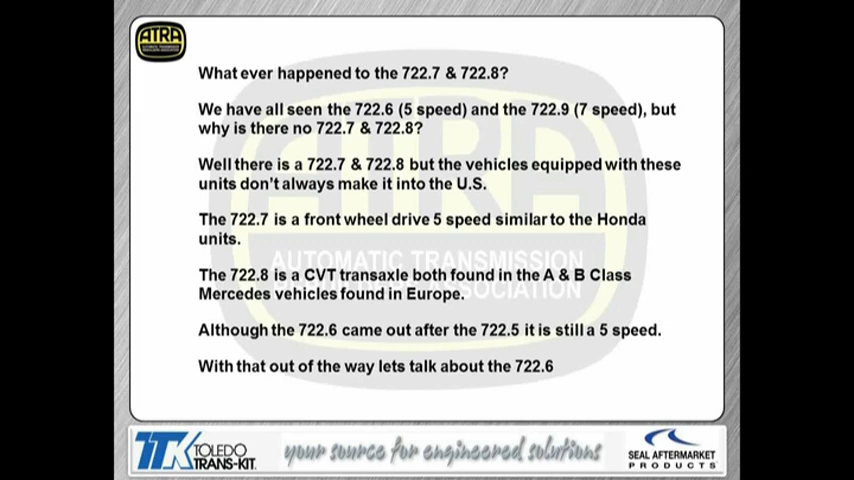 ATRA
AUTOMATIC TRANSMISSION
REBUILDERS ASSOCIATION
What ever happened to the 722.7 & 722.8?
We have all seen the 722.6 (5 speed) and the 722.9 (7 speed), but
why is there no 722.7 & 722.8?
Well there is a 722.7 & 722.8 but the vehicles equipped with these
units don't always make it into the U.S.
The 722.7 is a front wheel drive 5 speed similar to the Honda
units.
The 722.8 is a CVT transaxle both found in the A & B Class
Mercedes vehicles found in Europe.
Although the 722.6 came out after the 722.5 it is still a 5 speed.
With that out of the way lets talk about the 722.6
ATRA
AUTOMATIC TRANSMISSION
ASSOCIATION
TTK TOLEDO
TRANS-KIT.
your source for engineered solutions
SEAL AFTERMARKET
PRODUCTS